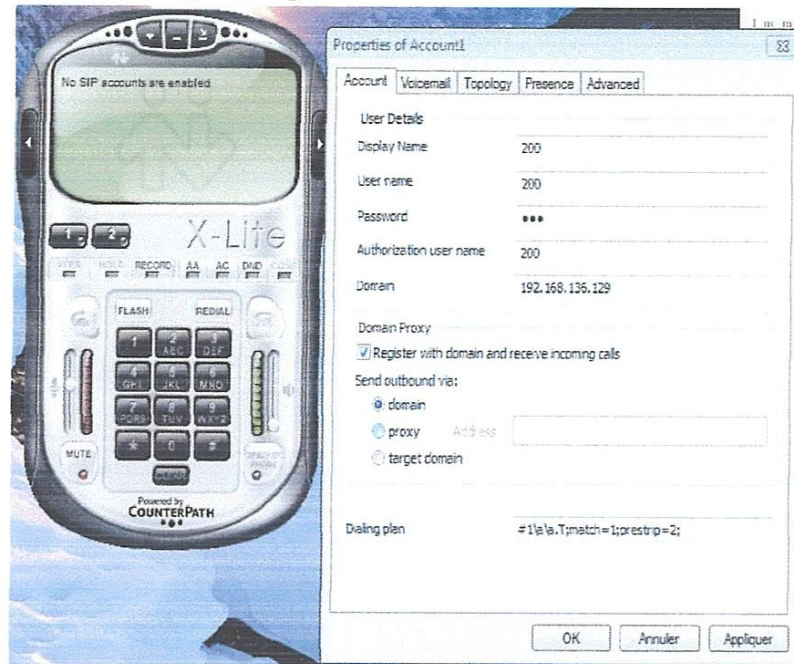 No SIP accounts are enabled
1 2
X-Lite
RECORD AA AC DND
FLASH REDIAL
1 2 ABC 3 DEF
4 GHI 5 JKL 6 MNO
7 PQRS 8 TUV 9 WXYZ
* 0 #
MUTE
CLEAR
Powered by
COUNTERPATH
Properties of Account1
Account Voicemail Topology Presence Advanced
User Details
Display Name 200
User name 200
Password •••
Authorization user name 200
Domain 192.168.136.129
Domain Proxy
Register with domain and receive incoming calls
Send outbound via:
domain
proxy Address
target domain
Dialing plan #1\a\a.T;match=1;prestrip=2;
OK Annuler Appliquer